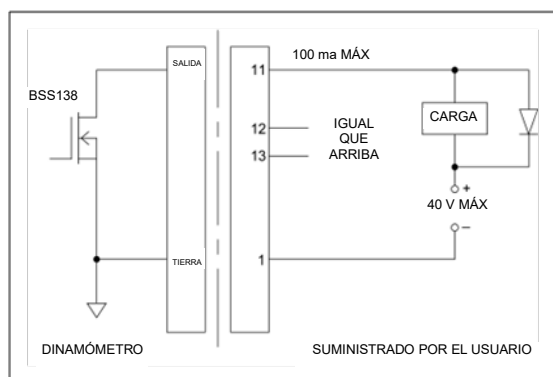 SALIDA
11
100 ma MÁX
BSS138
CARGA
12
IGUAL
QUE
ARRIBA
13
+
40 V MÁX
–
TIERRA
1
DINAMÓMETRO
SUMINISTRADO POR EL USUARIO